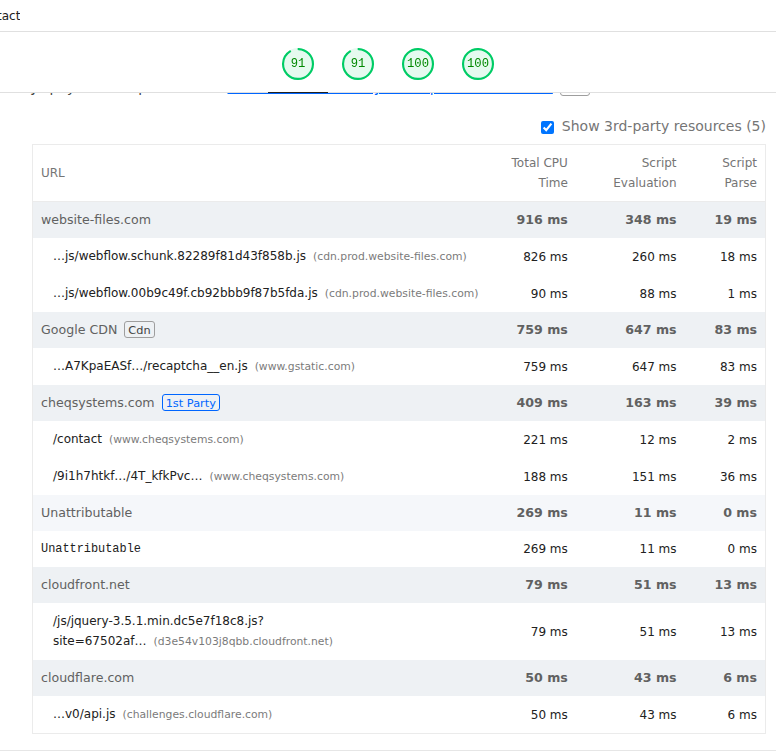 tact
91 91 100 100
Show 3rd-party resources (5)
URL Total CPU Time Script Evaluation Script Parse
website-files.com 916 ms 348 ms 19 ms
…js/webflow.schunk.82289f81d43f858b.js (cdn.prod.website-files.com) 826 ms 260 ms 18 ms
…js/webflow.00b9c49f.cb92bbb9f87b5fda.js (cdn.prod.website-files.com) 90 ms 88 ms 1 ms
Google CDN Cdn 759 ms 647 ms 83 ms
…A7KpaEASf…/recaptcha__en.js (www.gstatic.com) 759 ms 647 ms 83 ms
cheqsystems.com 1st Party 409 ms 163 ms 39 ms
/contact (www.cheqsystems.com) 221 ms 12 ms 2 ms
/9i1h7htkf…/4T_kfkPvc… (www.cheqsystems.com) 188 ms 151 ms 36 ms
Unattributable 269 ms 11 ms 0 ms
Unattributable 269 ms 11 ms 0 ms
cloudfront.net 79 ms 51 ms 13 ms
/js/jquery-3.5.1.min.dc5e7f18c8.js?
site=67502af… (d3e54v103j8qbb.cloudfront.net) 79 ms 51 ms 13 ms
cloudflare.com 50 ms 43 ms 6 ms
…v0/api.js (challenges.cloudflare.com) 50 ms 43 ms 6 ms